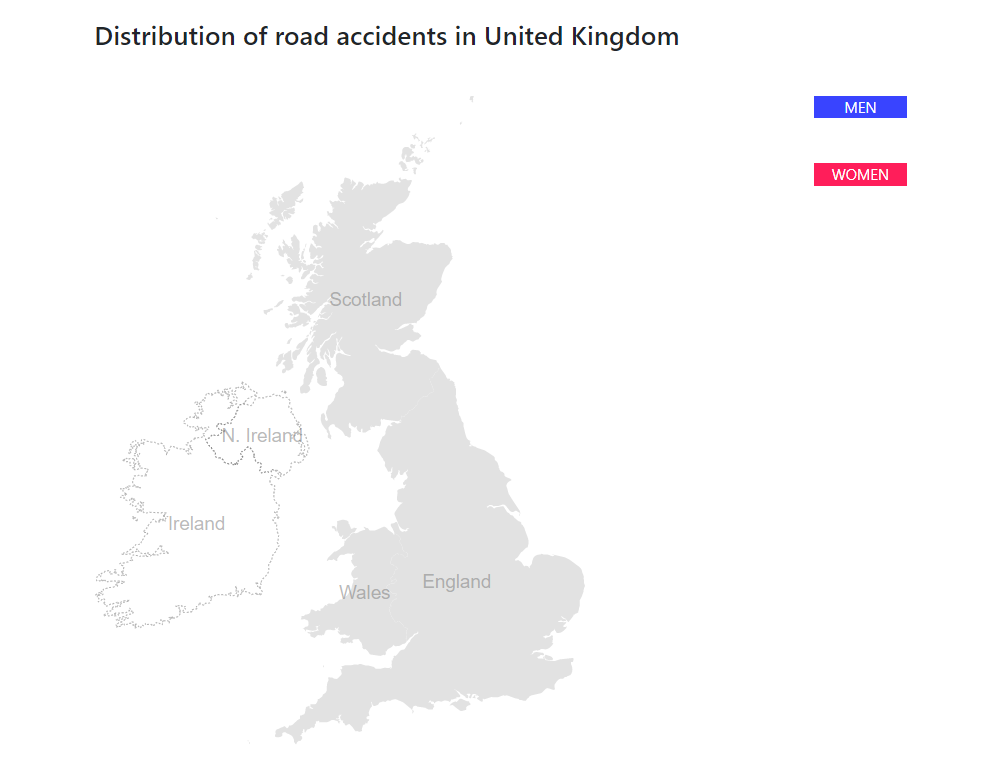 Distribution of road accidents in United Kingdom
MEN
WOMEN
Scotland
N. Ireland
Ireland
England
Wales